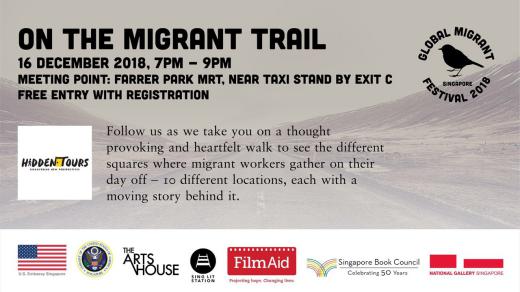 ON THE MIGRANT TRAIL
16 DECEMBER 2018, 7PM – 9PM
MEETING POINT: FARRER PARK MRT, NEAR TAXI STAND BY EXIT C
FREE ENTRY WITH REGISTRATION
GLOBAL MIGRANT
SINGAPORE
FESTIVAL 2018
HiDDEN TOURS
Follow us as we take you on a thought
provoking and heartfelt walk to see the different
squares where migrant workers gather on their
day off – 10 different locations, each with a
moving story behind it.
U.S. Embassy Singapore
THE
ARTS
HOUSE
SING LIT
STATION
FilmAid
Projecting hope. Changing lives.
Singapore Book Council
Celebrating 50 Years
NATIONAL GALLERY SINGAPORE